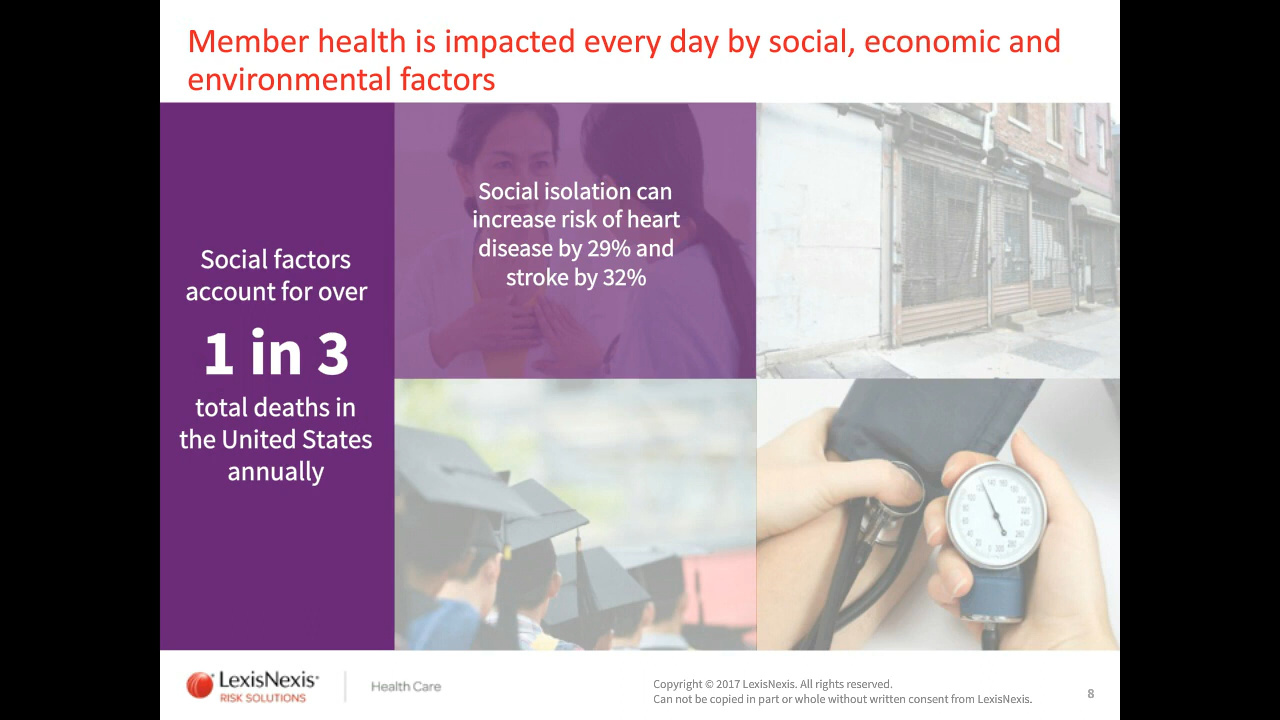 Member health is impacted every day by social, economic and
environmental factors
Social factors
account for over
1 in 3
total deaths in
the United States
annually
Social isolation can
increase risk of heart
disease by 29% and
stroke by 32%
LexisNexis
RISK SOLUTIONS
Health Care
Copyright © 2017 LexisNexis. All rights reserved.
Can not be copied in part or whole without written consent from LexisNexis.
8